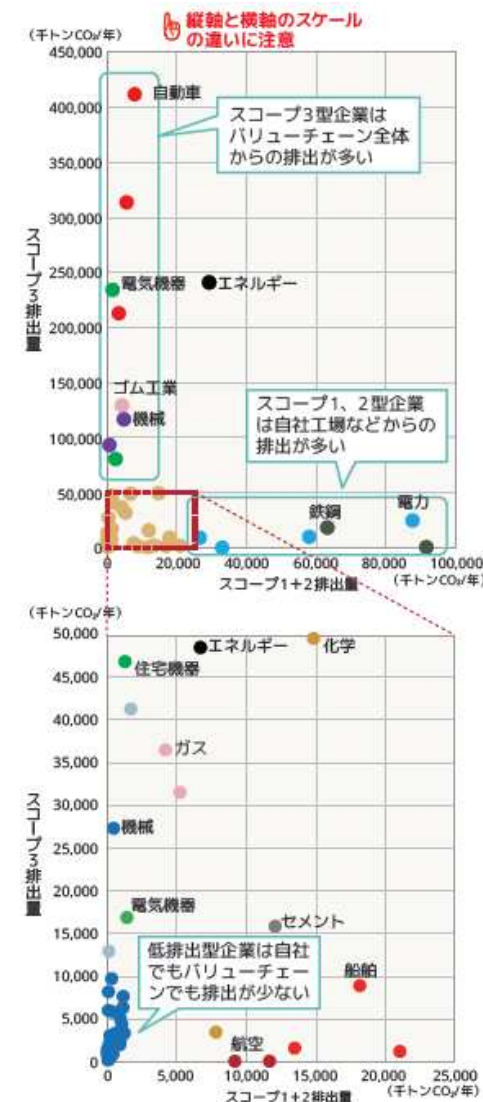 縦軸と横軸のスケール
の違いに注意
(千トンCO₂/年)
450,000
400,000
350,000
300,000
250,000
200,000
150,000
100,000
50,000
0
スコープ3排出量
自動車
スコープ3型企業は
バリューチェーン全体
からの排出が多い
電気機器
エネルギー
ゴム工業
機械
スコープ1、2型企業
は自社工場などからの
排出が多い
鉄鋼
電力
0
20,000
40,000
60,000
80,000
100,000
スコープ1+2排出量
(千トンCO₂/年)
(千トンCO₂/年)
50,000
45,000
40,000
35,000
30,000
25,000
20,000
15,000
10,000
5,000
0
スコープ3排出量
エネルギー
化学
住宅機器
ガス
機械
電気機器
セメント
低排出型企業は自社
でもバリューチェー
ンでも排出が少ない
船舶
航空
0
5,000
10,000
15,000
20,000
25,000
スコープ1+2排出量
(千トンCO₂/年)